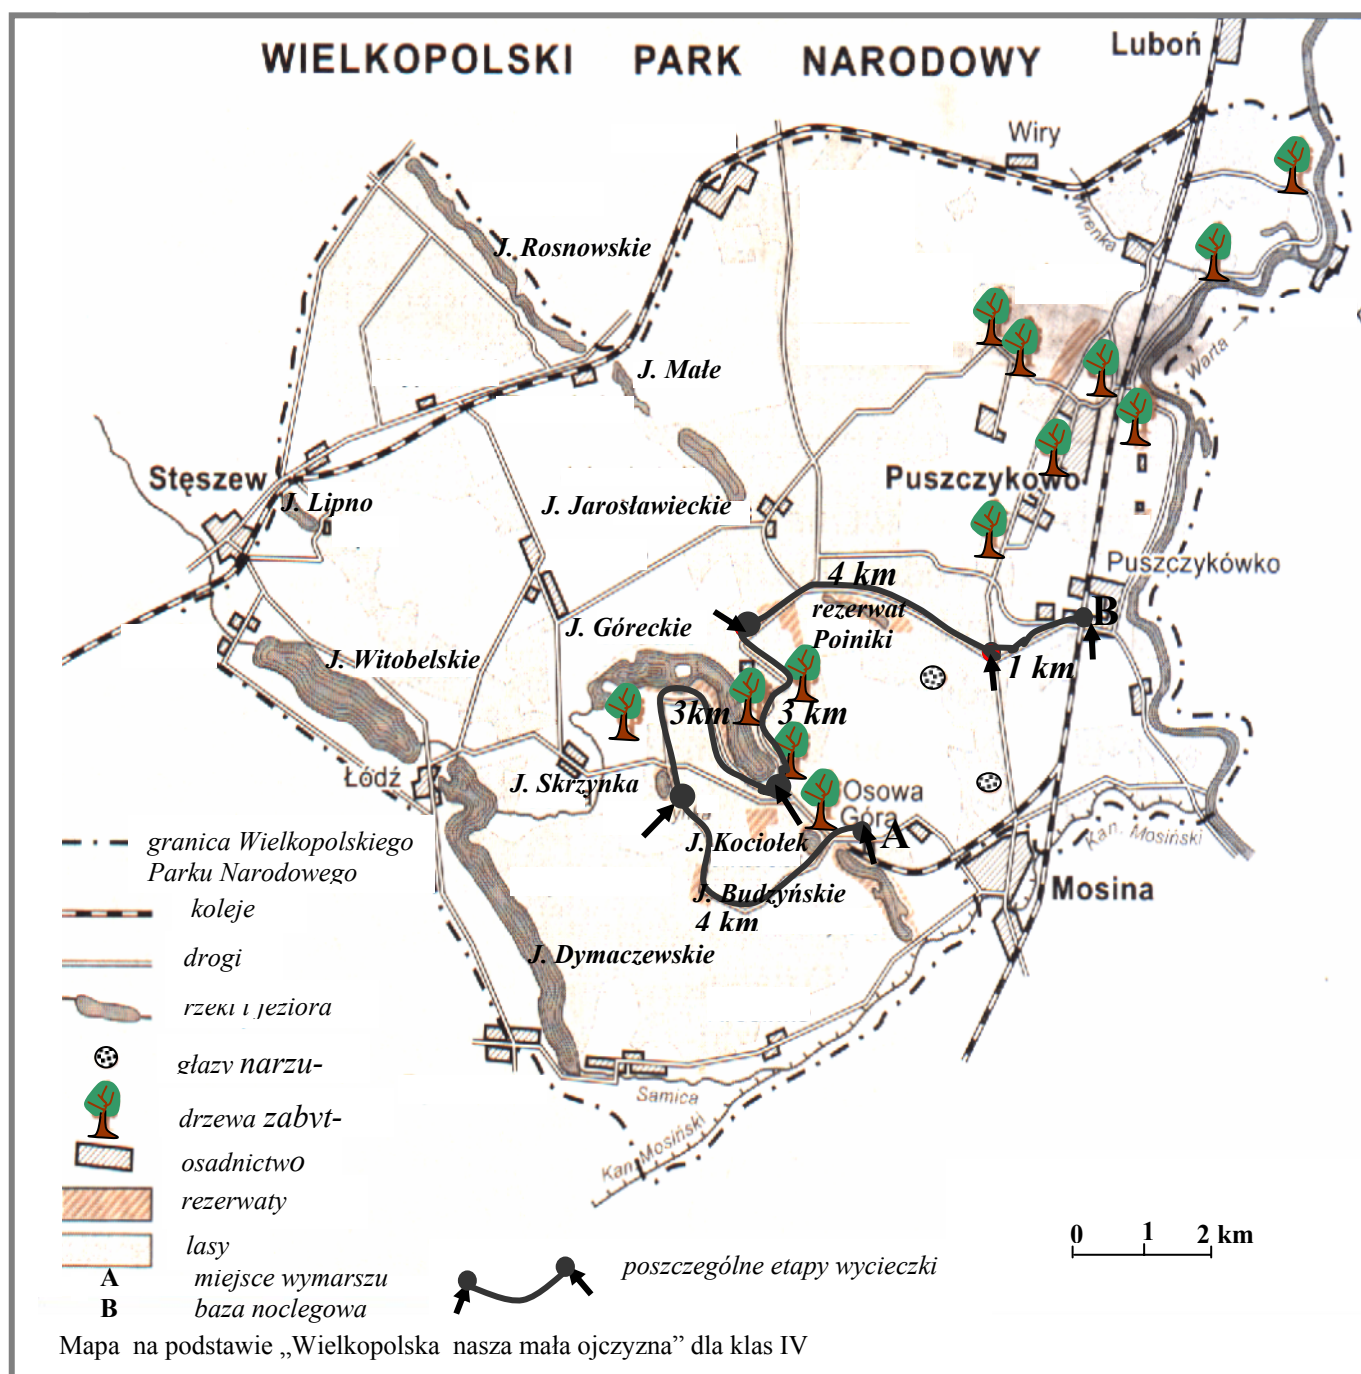 WIELKOPOLSKI PARK NARODOWY
Luboń
Wiry
Wirenka
J. Rosnowskie
J. Małe
Warta
Stęszew
J. Lipno
J. Jarosławieckie
Puszczykowo
Puszczykówko
4 km
rezerwat
Poiniki
B
1 km
J. Góreckie
J. Witobelskie
3km
3 km
Łódź
J. Skrzynka
Osowa
Góra
A
J. Kociołek
Kan. Mosiński
J. Budzyńskie
4 km
Mosina
J. Dymaczewskie
Samica
Kan. Mosiński
granica Wielkopolskiego
Parku Narodowego
koleje
drogi
rzeki i jeziora
głazy narzu-
drzewa zabyt-
osadnictwo
rezerwaty
lasy
A miejsce wymarszu
B baza noclegowa
poszczególne etapy wycieczki
0 1 2 km
Mapa na podstawie „Wielkopolska nasza mała ojczyzna” dla klas IV